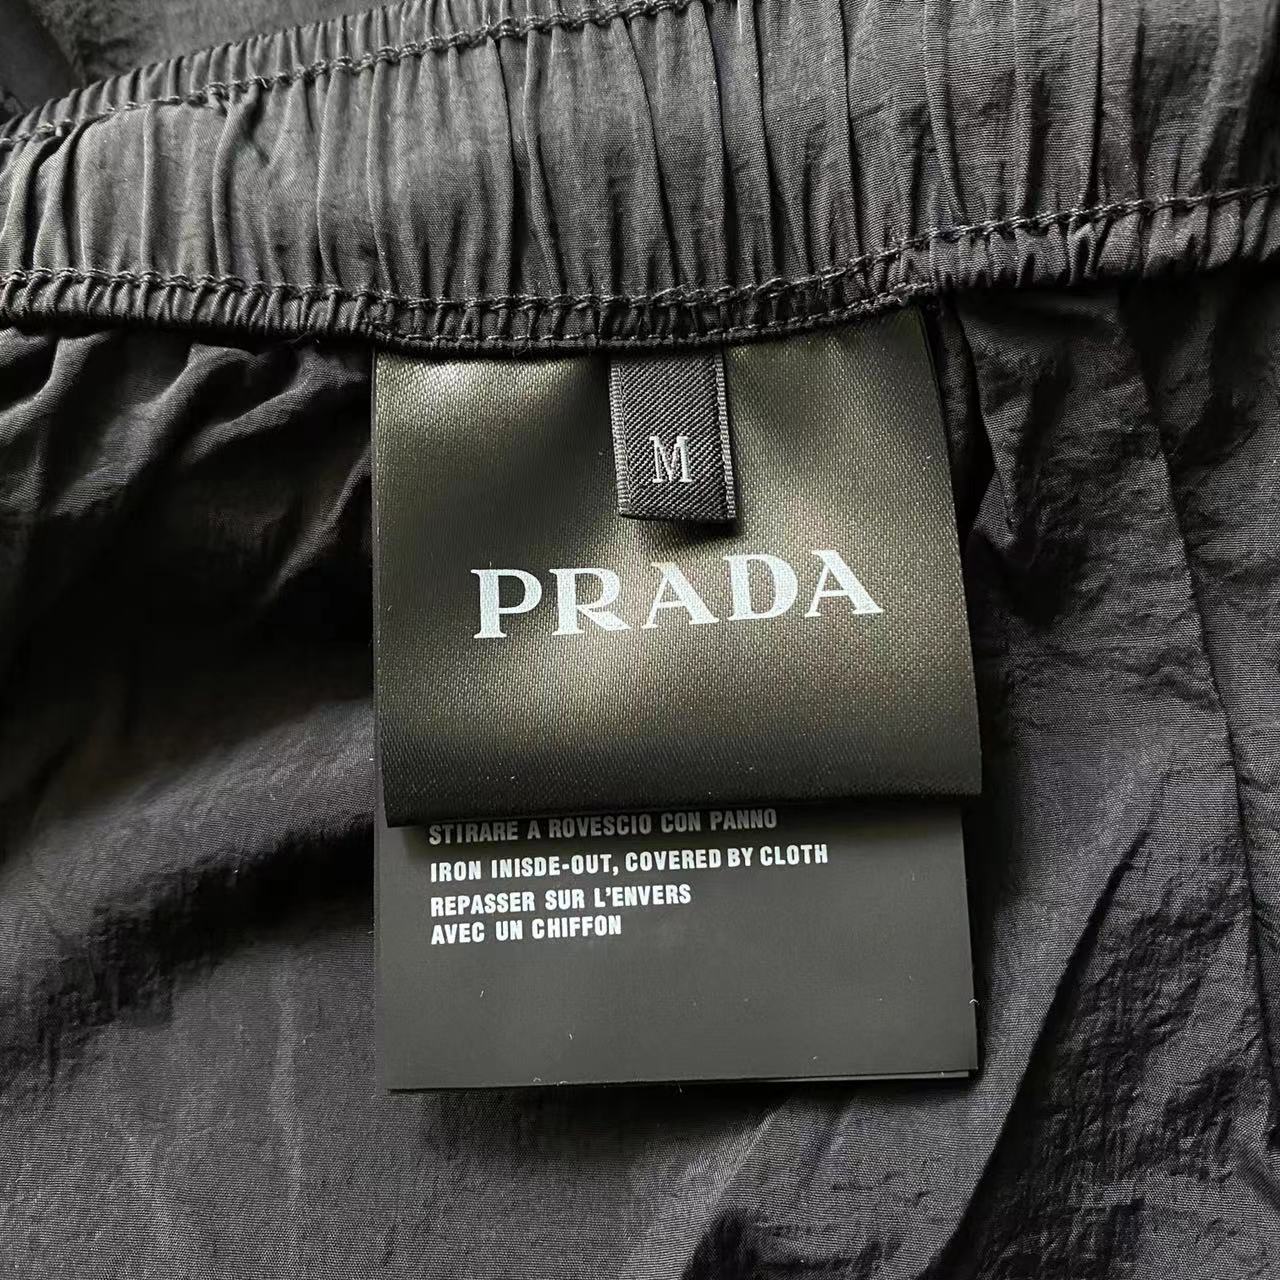 M
PRADA
STIRARE A ROVESCIO CON PANNO
IRON INISDE-OUT, COVERED BY CLOTH
REPASSER SUR L'ENVERS
AVEC UN CHIFFON